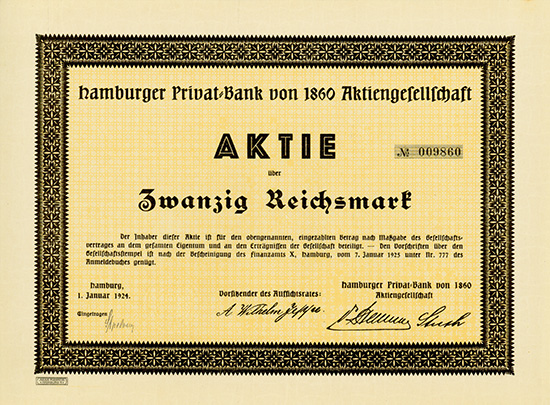 Hamburger Privat-Bank von 1860 Aktiengesellschaft
AKTIE
№ 009860
über
Zwanzig Reichsmark
Der Inhaber dieser Aktie ist für den obengenannten, eingezahlten Betrag nach Maßgabe des Gesellschafts-
vertrages an dem gesamten Eigentum und an den Erträgnissen der Gesellschaft beteiligt. — Den Vorschriften über den
Gesellschaftsstempel ist nach der Bescheinigung des Finanzamts X, Hamburg, vom 7. Januar 1925 unter Nr. 777 des
Anmeldebuches genügt.
Hamburg,
1. Januar 1924.
Vorsitzender des Aufsichtsrates:
Hamburger Privat-Bank von 1860
Aktiengesellschaft
Eingetragen